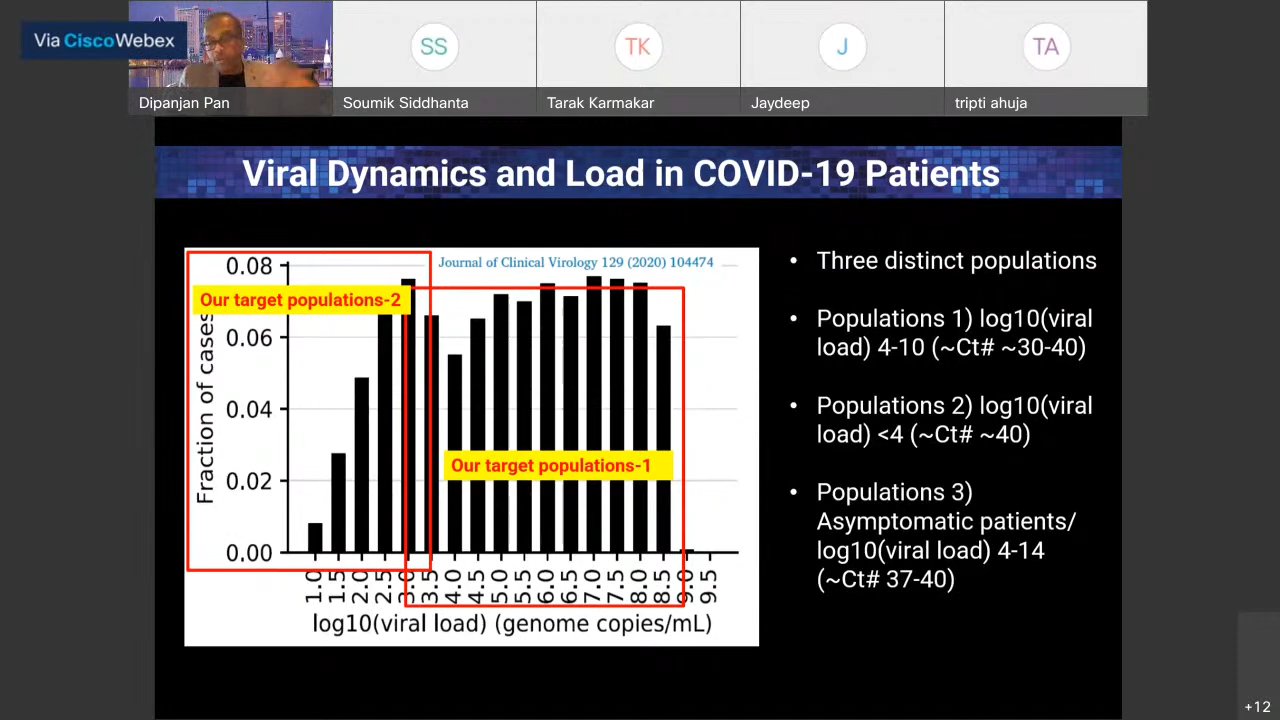 Via CiscoWebex
SS
TK
J
TA
Dipanjan Pan
Soumik Siddhanta
Tarak Karmakar
Jaydeep
tripti ahuja
Viral Dynamics and Load in COVID-19 Patients
Journal of Clinical Virology 129 (2020) 104474
0.08
0.06
0.04
0.02
0.00
Fraction of cases
Our target populations-2
Our target populations-1
1.0
1.5
2.0
2.5
3.0
3.5
4.0
4.5
5.0
5.5
6.0
6.5
7.0
7.5
8.0
8.5
9.0
9.5
log10(viral load) (genome copies/mL)
• Three distinct populations
• Populations 1) log10(viral
load) 4-10 (~Ct# ~30-40)
• Populations 2) log10(viral
load) <4 (~Ct# ~40)
• Populations 3)
Asymptomatic patients/
log10(viral load) 4-14
(~Ct# 37-40)
+12